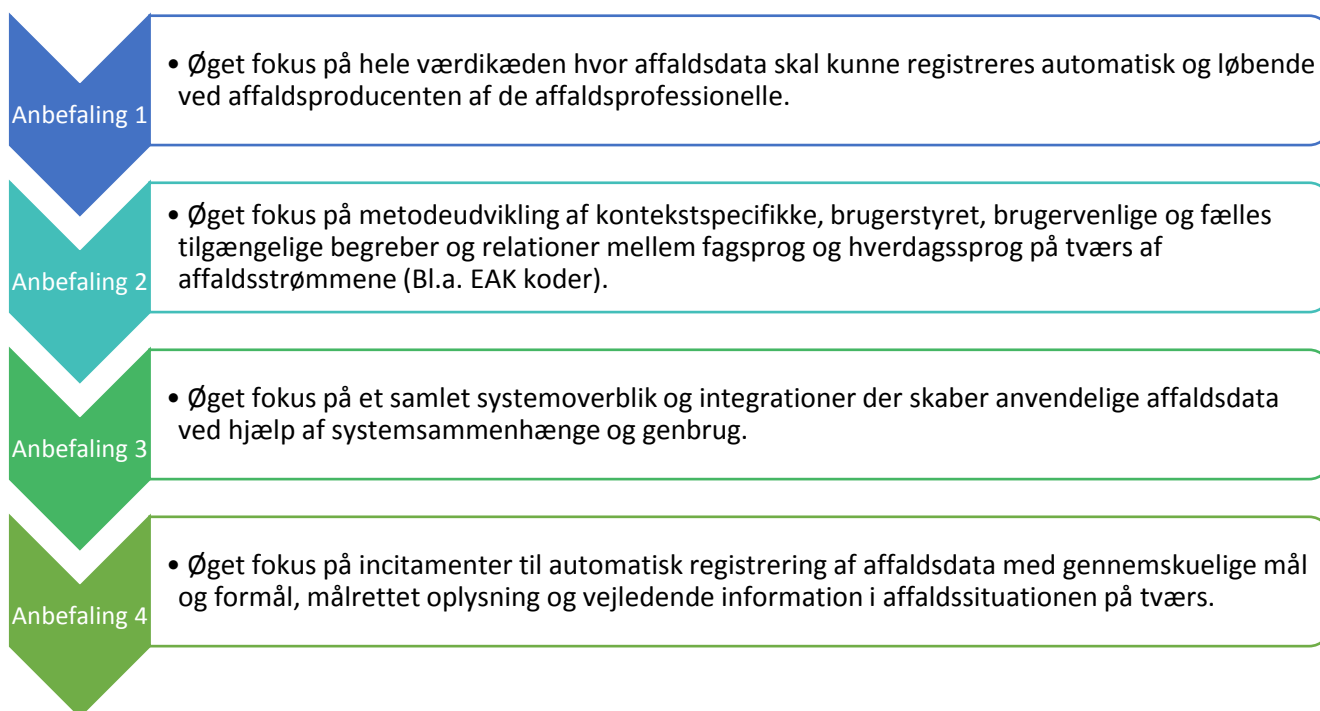 Anbefaling 1
• Øget fokus på hele værdikæden hvor affaldsdata skal kunne registreres automatisk og løbende
ved affaldsproducenten af de affaldsprofessionelle.
Anbefaling 2
• Øget fokus på metodeudvikling af kontekstspecifikke, brugerstyret, brugervenlige og fælles
tilgængelige begreber og relationer mellem fagsprog og hverdagssprog på tværs af
affaldsstrømmene (Bl.a. EAK koder).
Anbefaling 3
• Øget fokus på et samlet systemoverblik og integrationer der skaber anvendelige affaldsdata
ved hjælp af systemsammenhænge og genbrug.
Anbefaling 4
• Øget fokus på incitamenter til automatisk registrering af affaldsdata med gennemskuelige mål
og formål, målrettet oplysning og vejledende information i affaldssituationen på tværs.